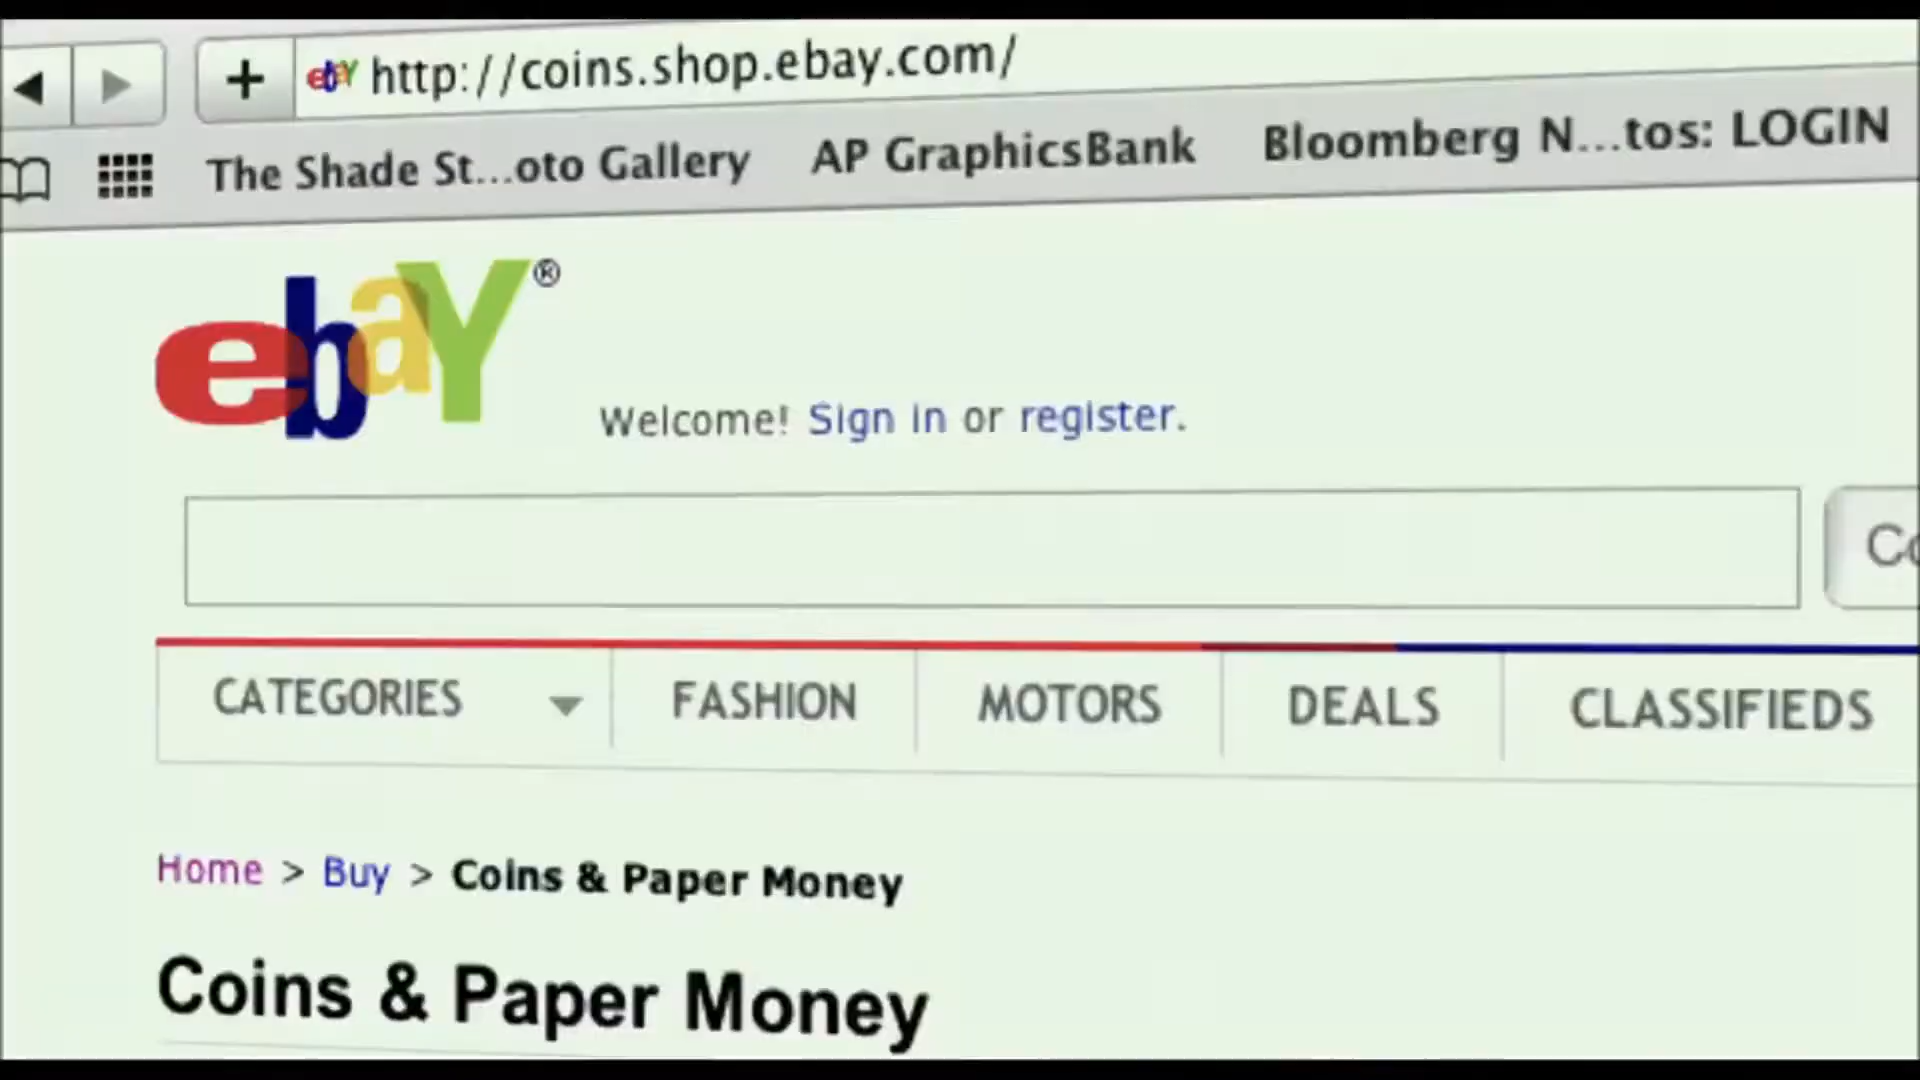 ebaY http://coins.shop.ebay.com/
The Shade St...oto Gallery AP GraphicsBank Bloomberg N...tos: LOGIN
ebaY®
Welcome! Sign in or register.
CATEGORIES FASHION MOTORS DEALS CLASSIFIEDS
Home > Buy > Coins & Paper Money
Coins & Paper Money